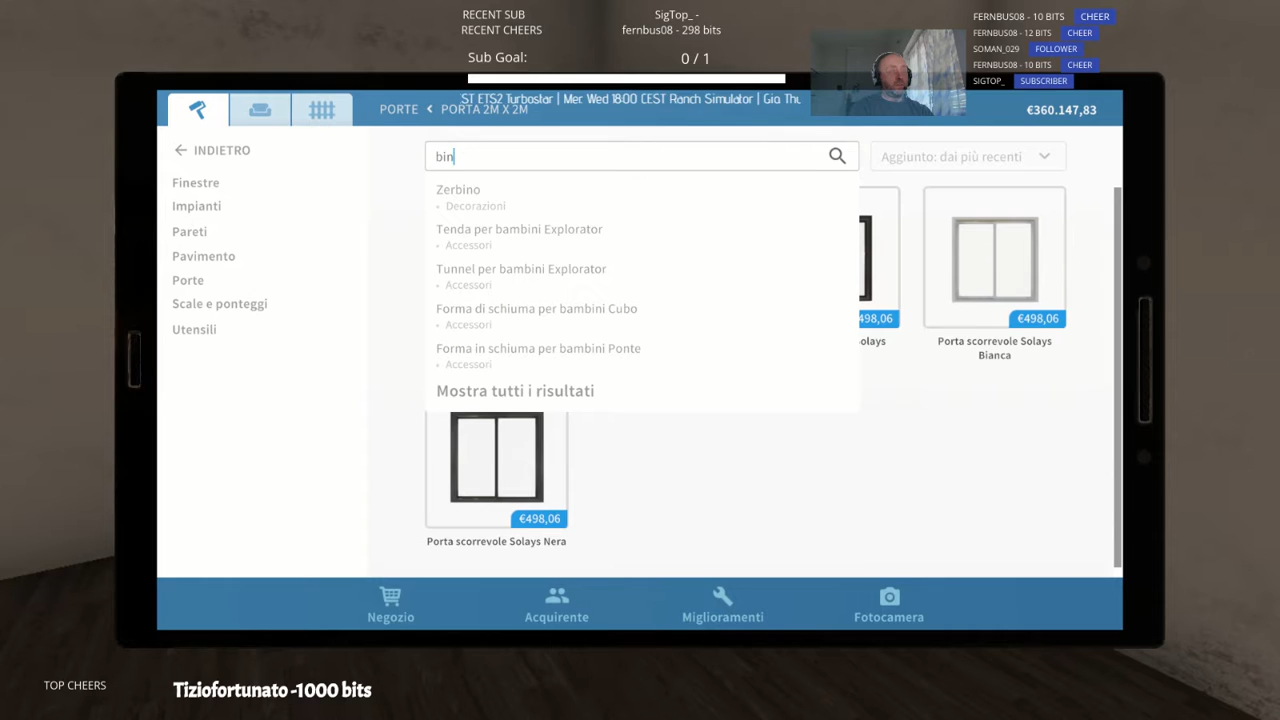 RECENT SUB
SigTop_ -
RECENT CHEERS
fernbus08 - 298 bits
Sub Goal:
0 / 1
FERNBUS08 - 10 BITS CHEER
FERNBUS08 - 12 BITS CHEER
SOMAN_029 FOLLOWER
FERNBUS08 - 10 BITS CHEER
SIGTOP_ SUBSCRIBER
ST ETS2 Turbostar | Mer Wed 18:00 CEST Ranch Simulator | Gio Thu
PORTE < PORTA 2M X 2M
€360.147,83
INDIETRO
Finestre
Impianti
Pareti
Pavimento
Porte
Scale e ponteggi
Utensili
bin
Aggiunto: dai più recenti
Zerbino
• Decorazioni
Tenda per bambini Explorator
• Accessori
Tunnel per bambini Explorator
• Accessori
Forma di schiuma per bambini Cubo
• Accessori
Forma in schiuma per bambini Ponte
• Accessori
Mostra tutti i risultati
498,06
olays
€498,06
Porta scorrevole Solays
Bianca
€498,06
Porta scorrevole Solays Nera
Negozio
Acquirente
Miglioramenti
Fotocamera
TOP CHEERS
Tiziofortunato -1000 bits